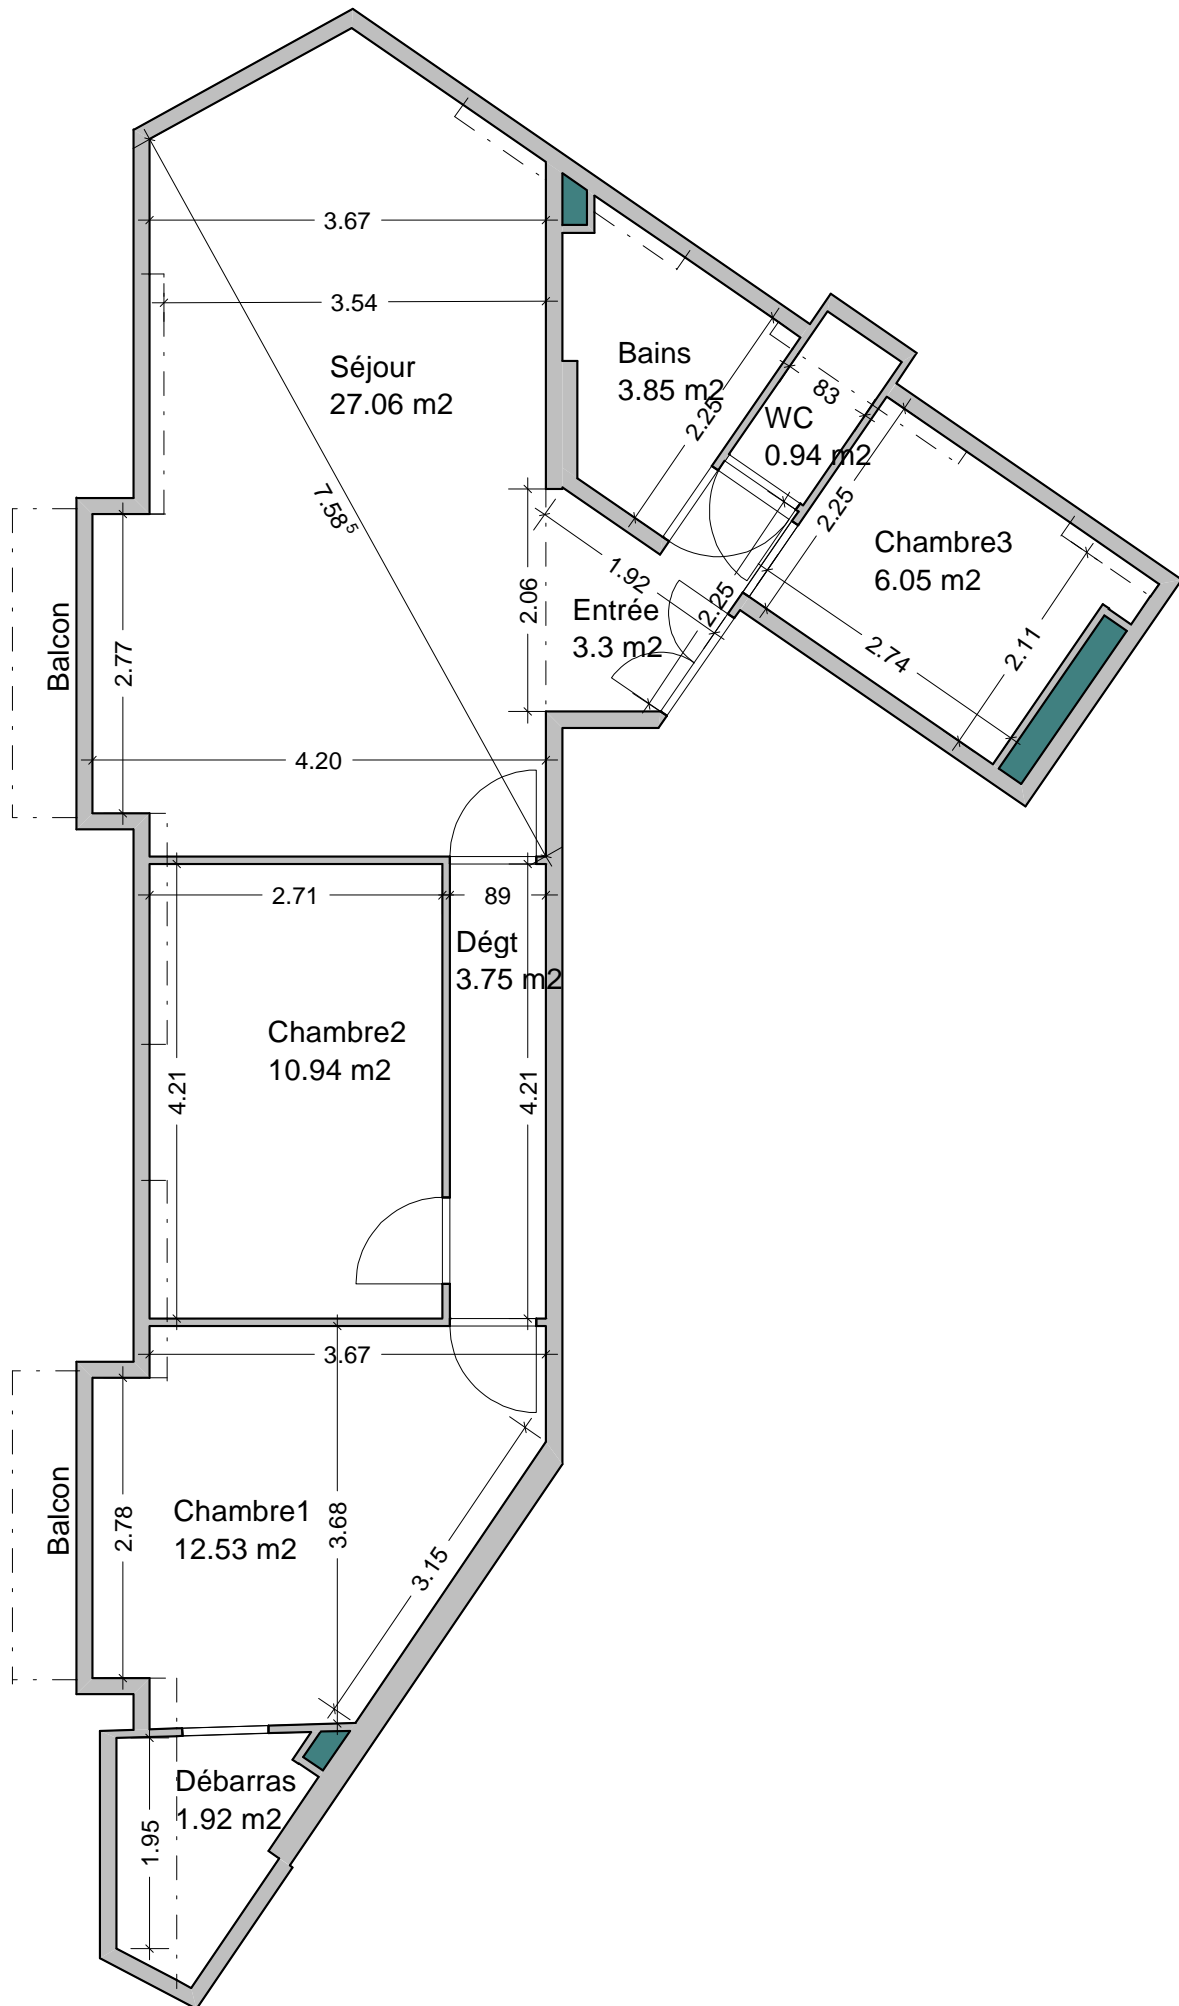 3.67
3.54
Séjour
27.06 m2
Bains
3.85 m2
2.25
83
WC
0.94 m2
2.25
7.58⁵
Chambre3
6.05 m2
1.92
2.06
Entrée
3.3 m2
2.25
2.74
2.11
Balcon
2.77
4.20
2.71
89
Dégt
3.75 m2
Chambre2
10.94 m2
4.21
4.21
3.67
Balcon
2.78
Chambre1
12.53 m2
3.68
3.15
Débarras
1.92 m2
1.95